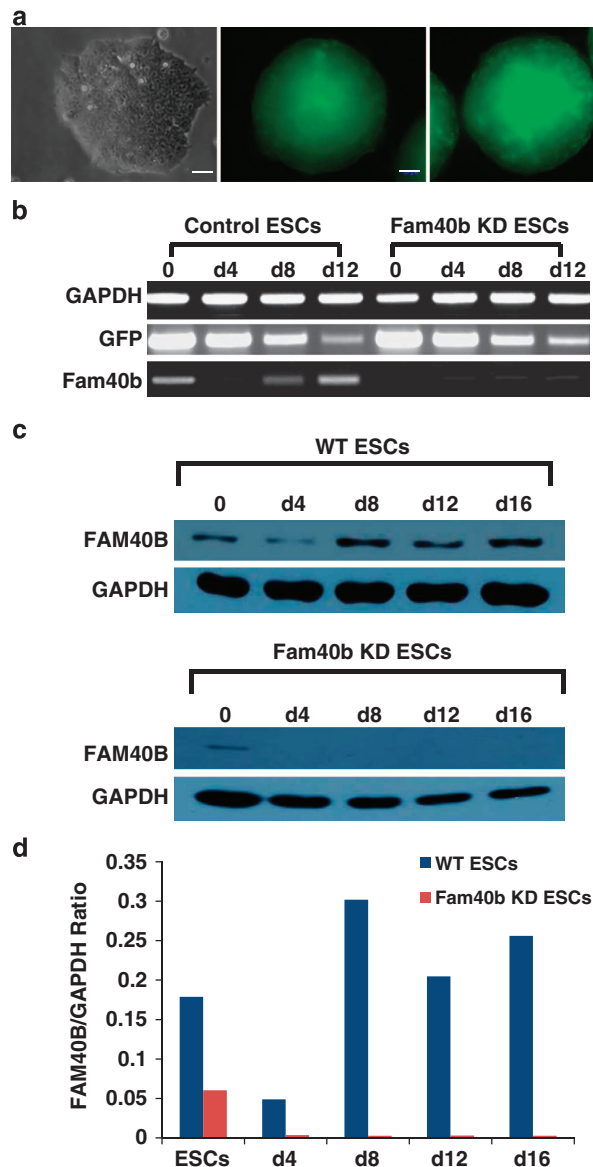 a
b
Control ESCs Fam40b KD ESCs
0 d4 d8 d12 0 d4 d8 d12
GAPDH
GFP
Fam40b
c
WT ESCs
0 d4 d8 d12 d16
FAM40B
GAPDH
Fam40b KD ESCs
0 d4 d8 d12 d16
FAM40B
GAPDH
d
FAM40B/GAPDH Ratio
0.35
0.3
0.25
0.2
0.15
0.1
0.05
0
WT ESCs
Fam40b KD ESCs
ESCs d4 d8 d12 d16